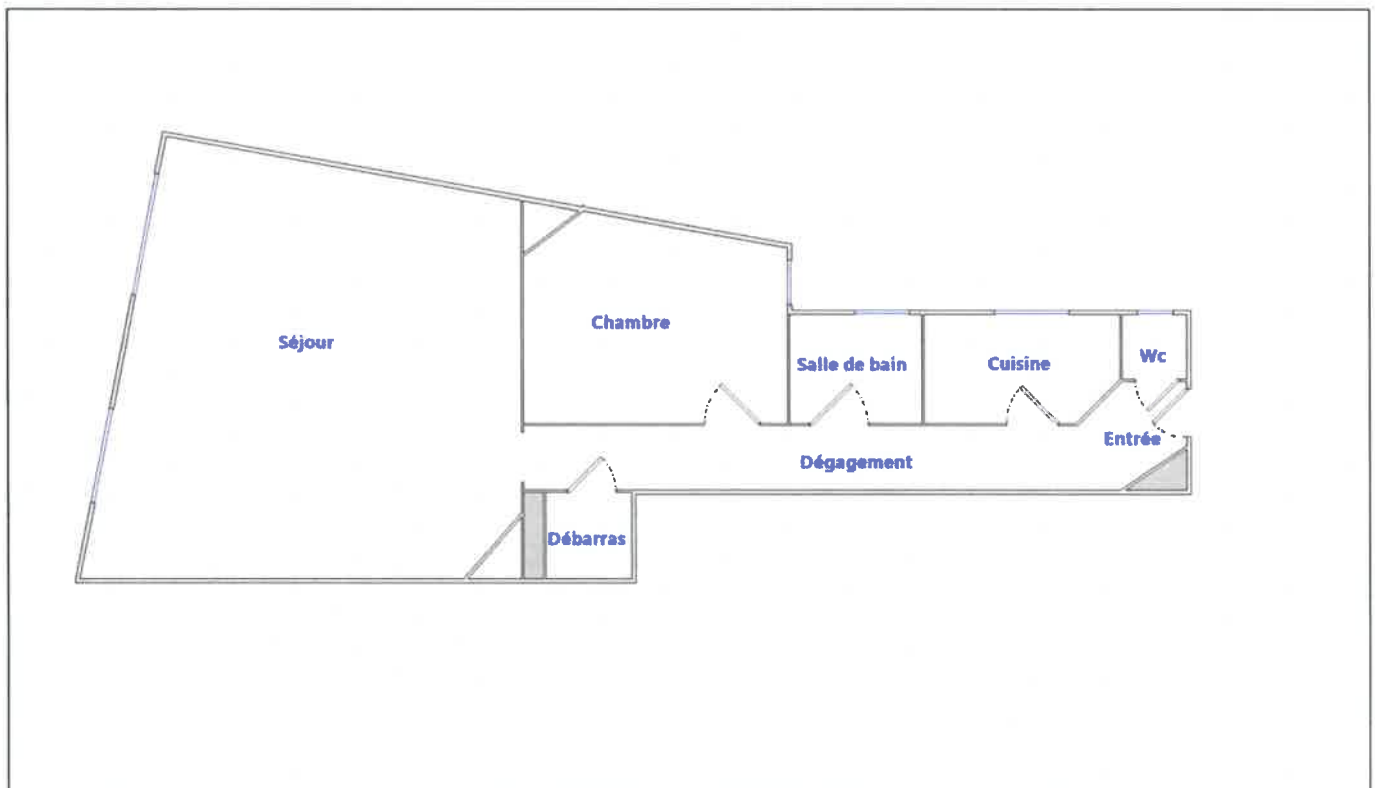 Séjour
Chambre
Salle de bain
Cuisine
Wc
Entrée
Dégagement
Débarras